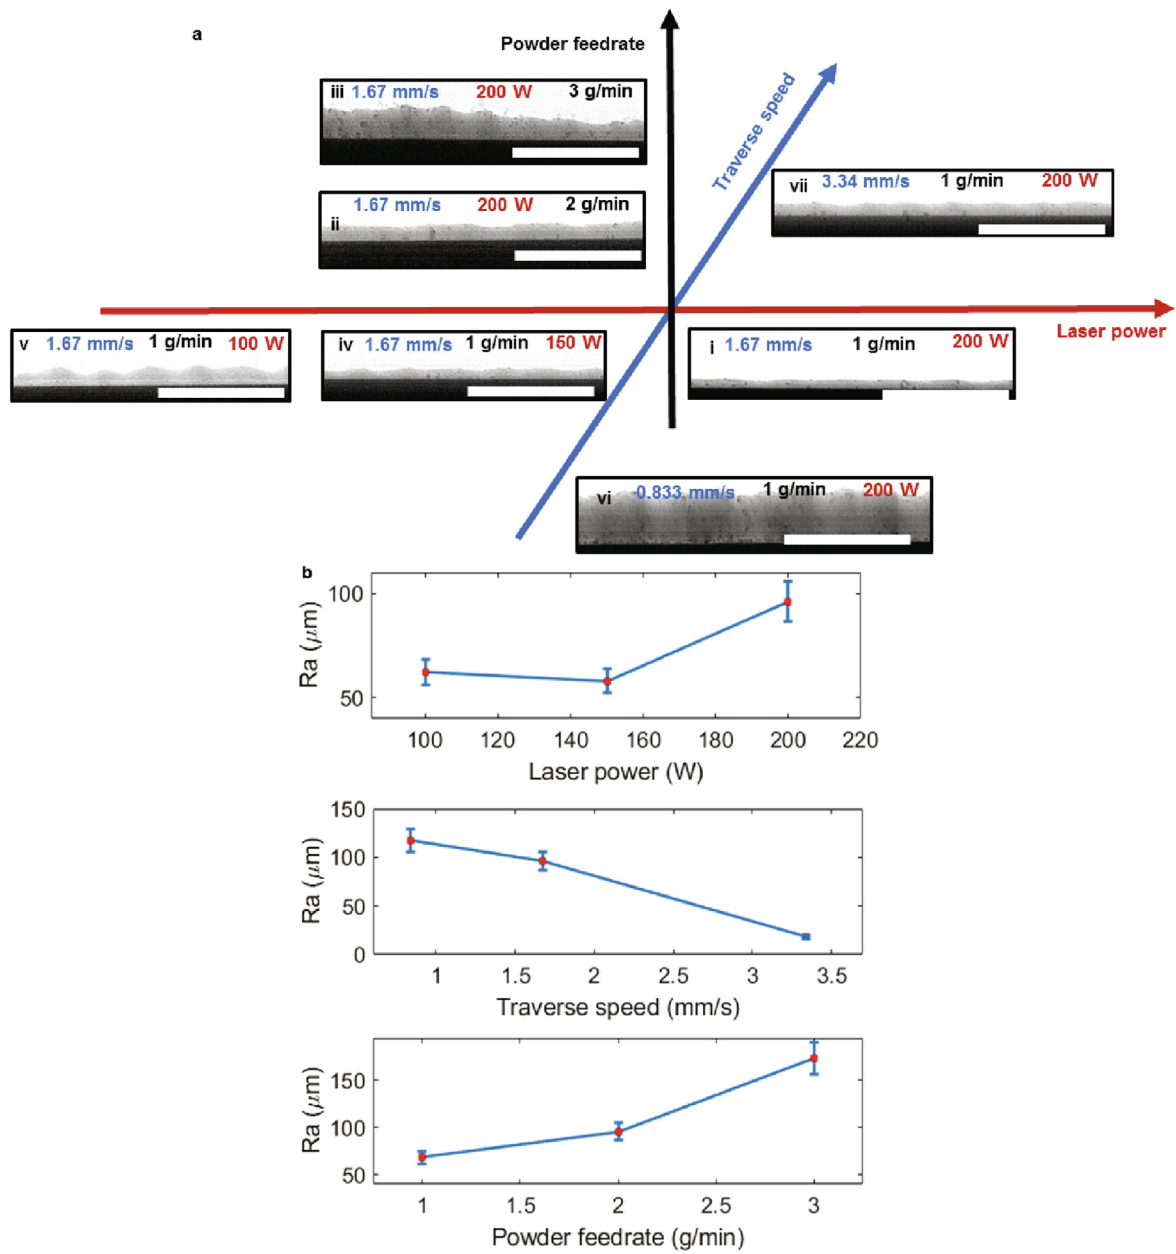 a
Powder feedrate
Traverse speed
Laser power
iii 1.67 mm/s 200 W 3 g/min
1.67 mm/s 200 W 2 g/min
ii
vii 3.34 mm/s 1 g/min 200 W
v 1.67 mm/s 1 g/min 100 W
iv 1.67 mm/s 1 g/min 150 W
i 1.67 mm/s 1 g/min 200 W
vi 0.833 mm/s 1 g/min 200 W
b
Ra (μm)
100
50
100 120 140 160 180 200 220
Laser power (W)
Ra (μm)
150
100
50
0
1 1.5 2 2.5 3 3.5
Traverse speed (mm/s)
Ra (μm)
150
100
50
1 1.5 2 2.5 3
Powder feedrate (g/min)